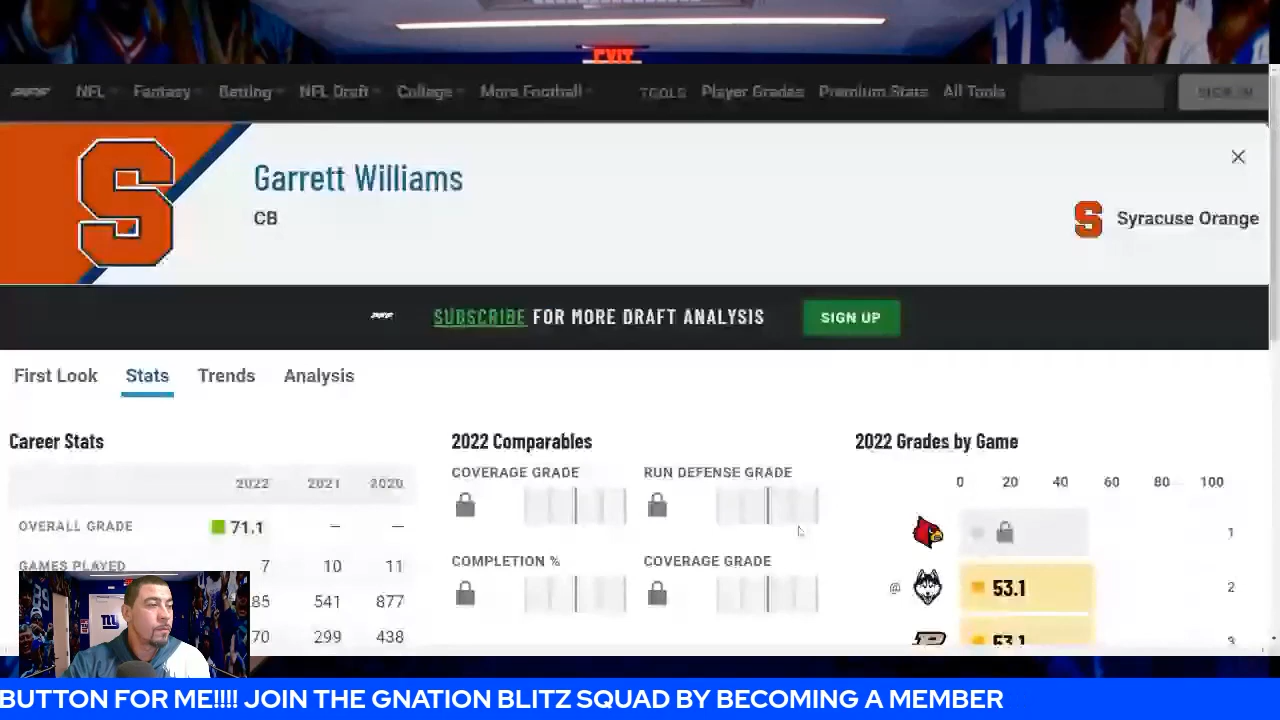 EXIT
NFL Fantasy Betting NFL Draft College More Football TOOLS Player Grades Premium Stats All Tools SIGN IN
Garrett Williams
CB
Syracuse Orange
SUBSCRIBE FOR MORE DRAFT ANALYSIS SIGN UP
First Look Stats Trends Analysis
Career Stats
2022 2021 2020
OVERALL GRADE 71.1 – –
GAMES PLAYED 7 10 11
85 541 877
70 299 438
2022 Comparables
COVERAGE GRADE RUN DEFENSE GRADE
COMPLETION % COVERAGE GRADE
2022 Grades by Game
0 20 40 60 80 100
1
@ 53.1 2
3
BUTTON FOR ME!!!! JOIN THE GNATION BLITZ SQUAD BY BECOMING A MEMBER